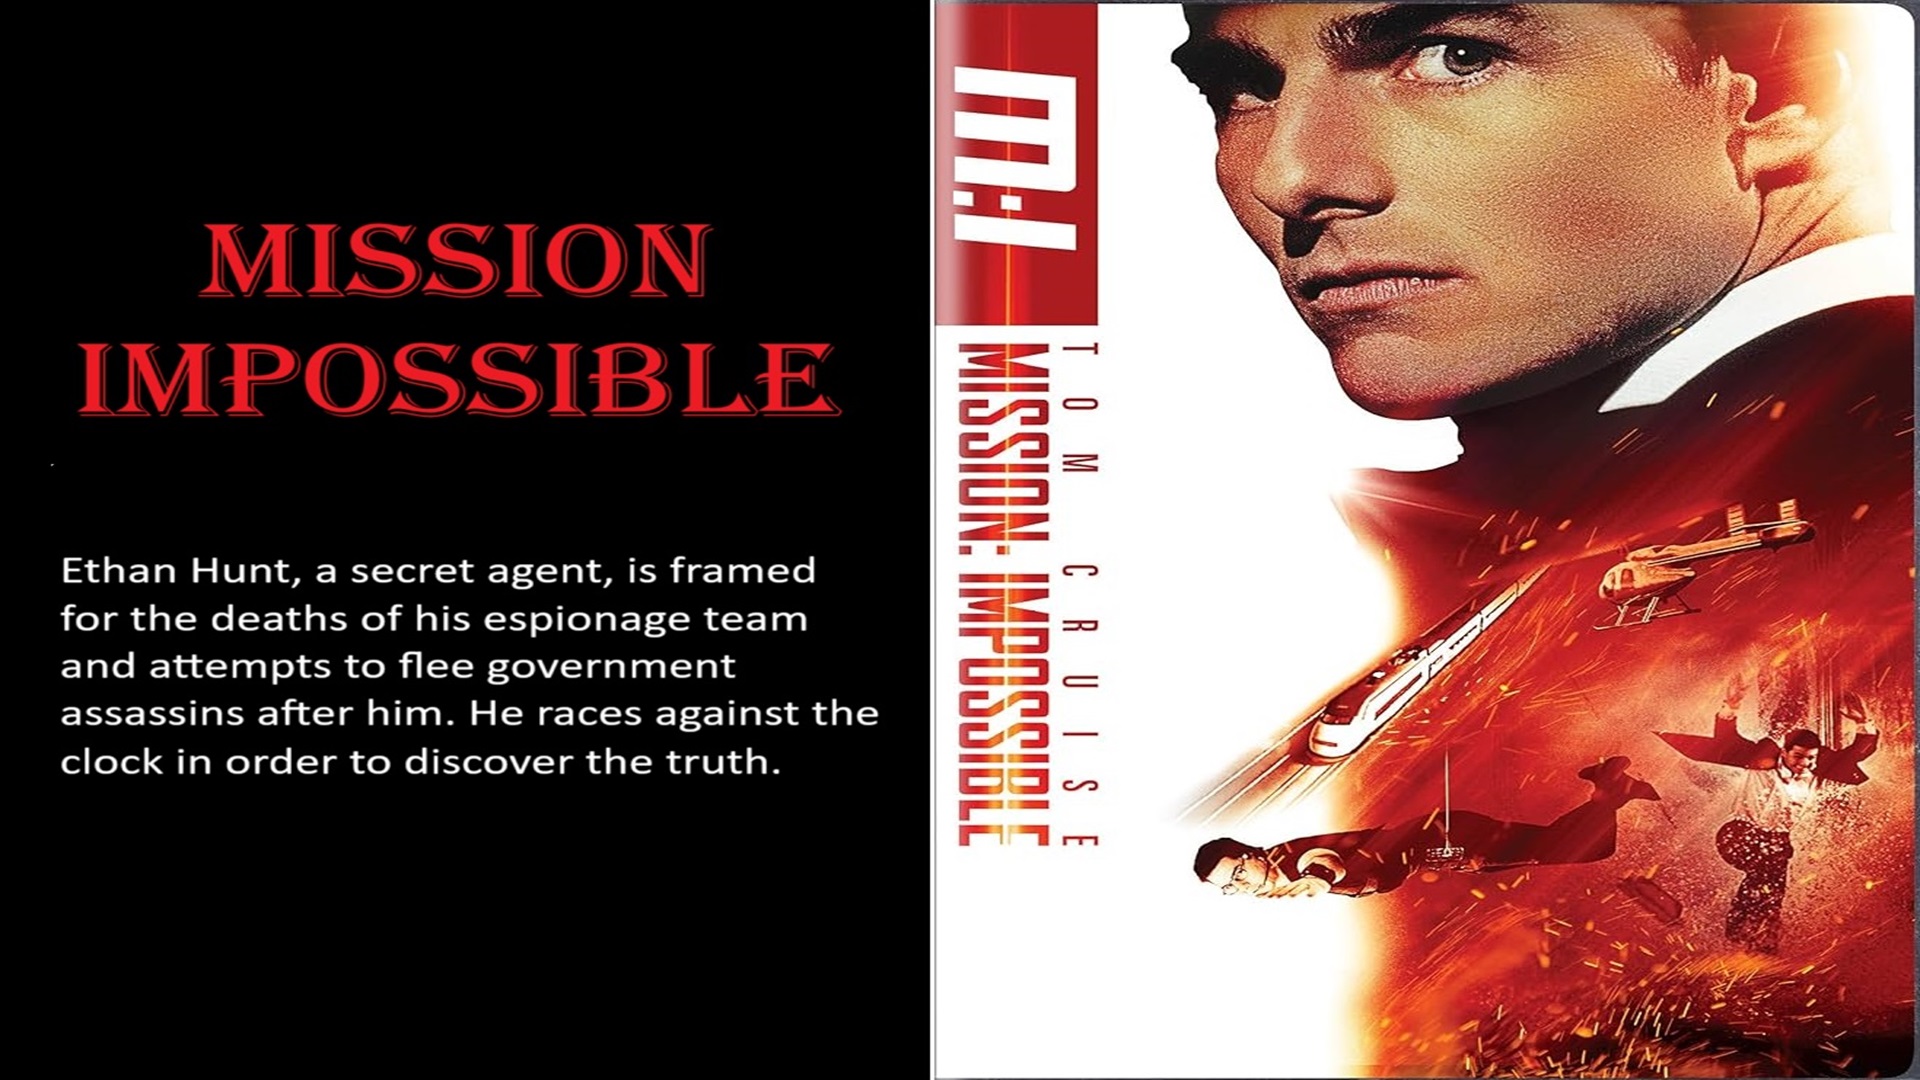 MISSION
IMPOSSIBLE
Ethan Hunt, a secret agent, is framed
for the deaths of his espionage team
and attempts to flee government
assassins after him. He races against the
clock in order to discover the truth.
M:I
TOM CRUISE
MISSION: IMPOSSIBLE